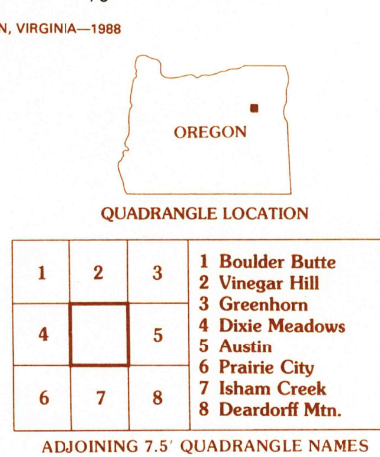 N, VIRGINIA—1988
OREGON
QUADRANGLE LOCATION
1 2 3
4 5
6 7 8
1 Boulder Butte
2 Vinegar Hill
3 Greenhorn
4 Dixie Meadows
5 Austin
6 Prairie City
7 Isham Creek
8 Deardorff Mtn.
ADJOINING 7.5′ QUADRANGLE NAMES